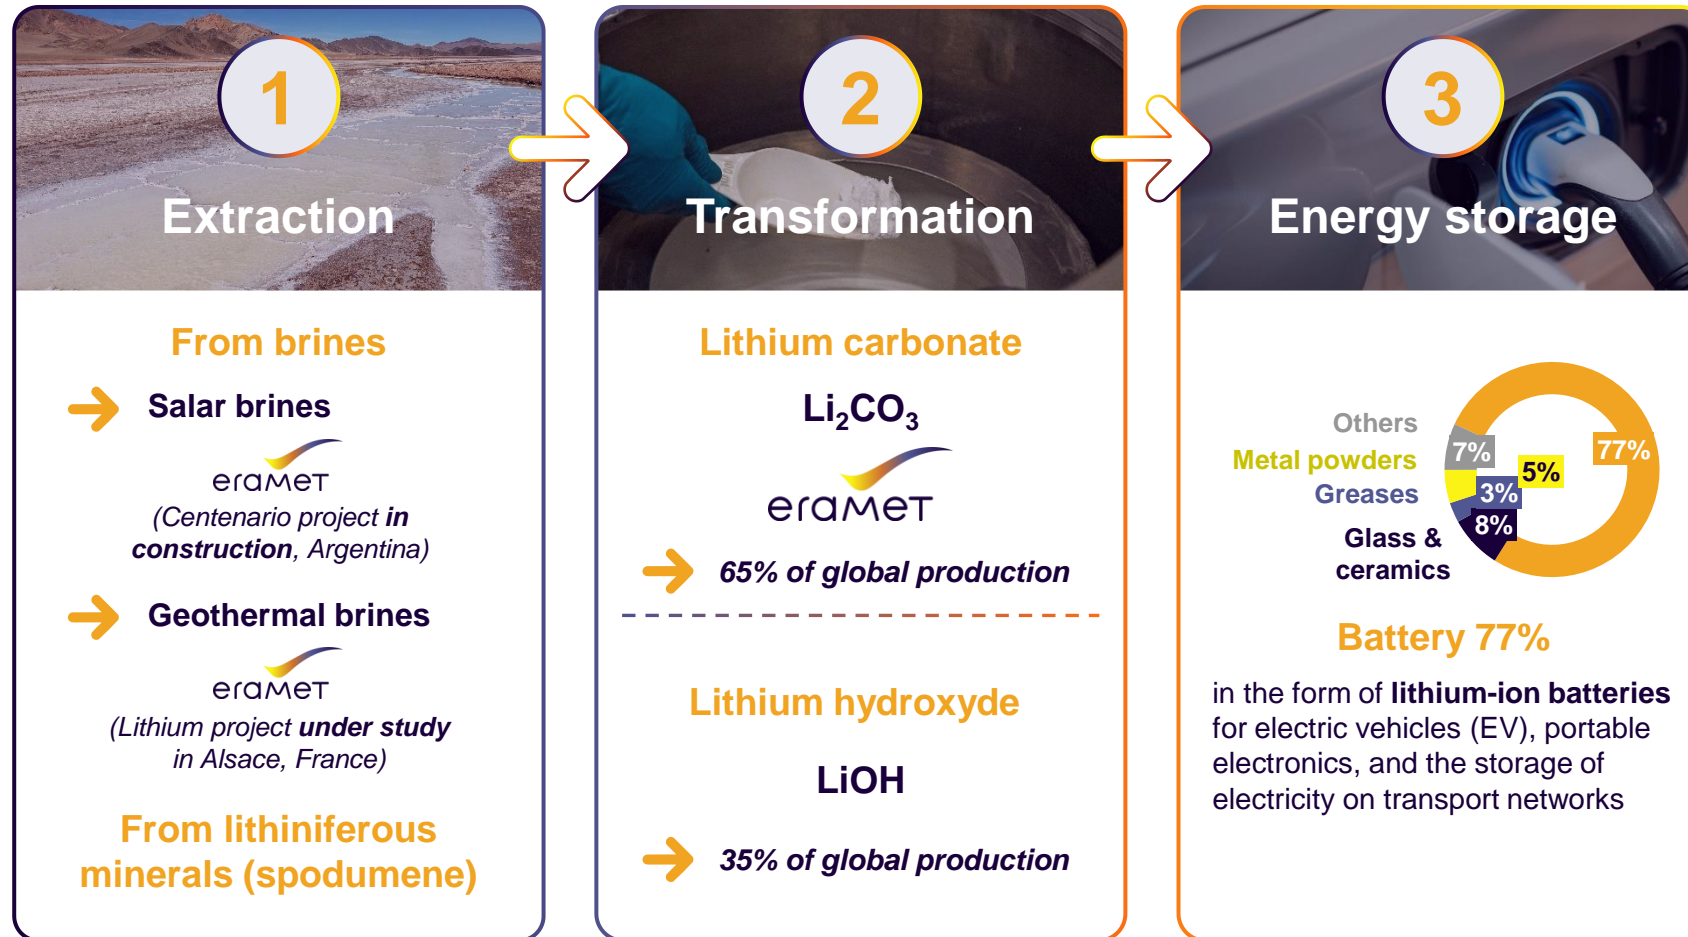 1
Extraction
From brines
Salar brines
eramet
(Centenario project in
construction, Argentina)
Geothermal brines
eramet
(Lithium project under study
in Alsace, France)
From lithiniferous
minerals (spodumene)
2
Transformation
Lithium carbonate
Li₂CO₃
eramet
65% of global production
Lithium hydroxyde
LiOH
35% of global production
3
Energy storage
Others
7%
77%
Metal powders
5%
Greases
3%
Glass &
ceramics
8%
Battery 77%
in the form of lithium-ion batteries
for electric vehicles (EV), portable
electronics, and the storage of
electricity on transport networks